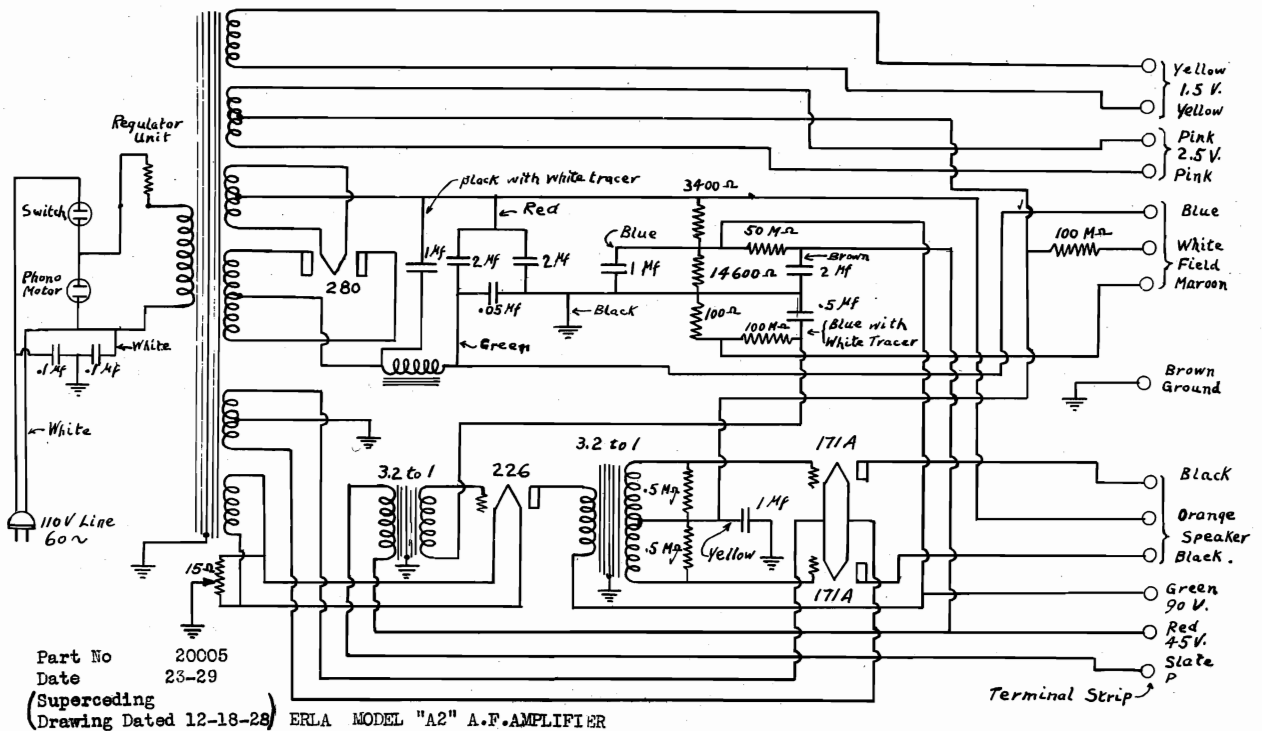 Yellow
1.5 V.
Yellow
Pink
2.5 V.
Pink
Regulator
Unit
Black with White tracer
Red
3400 Ω
Switch
Blue
50 MΩ
Brown
2 Mf
Blue
100 MΩ
White
Field
Maroon
Phono
Motor
280
1 Mf
2 Mf
2 Mf
1 Mf
14600 Ω
.05 Mf
Black
100 Ω
100 MΩ
.5 Mf
Blue with
White Tracer
White
.1 Mf
.1 Mf
Green
Brown
Ground
White
3.2 to 1
226
3.2 to 1
171A
.5 MΩ
1 Mf
Yellow
.5 MΩ
171A
Black
Orange
Speaker
Black.
110V Line
60~
15Ω
Green
90 V.
Red
45 V.
Slate
P
Terminal Strip
Part No 20005
Date 23-29
(Superceding
Drawing Dated 12-18-28)
ERLA MODEL "A2" A.F.AMPLIFIER